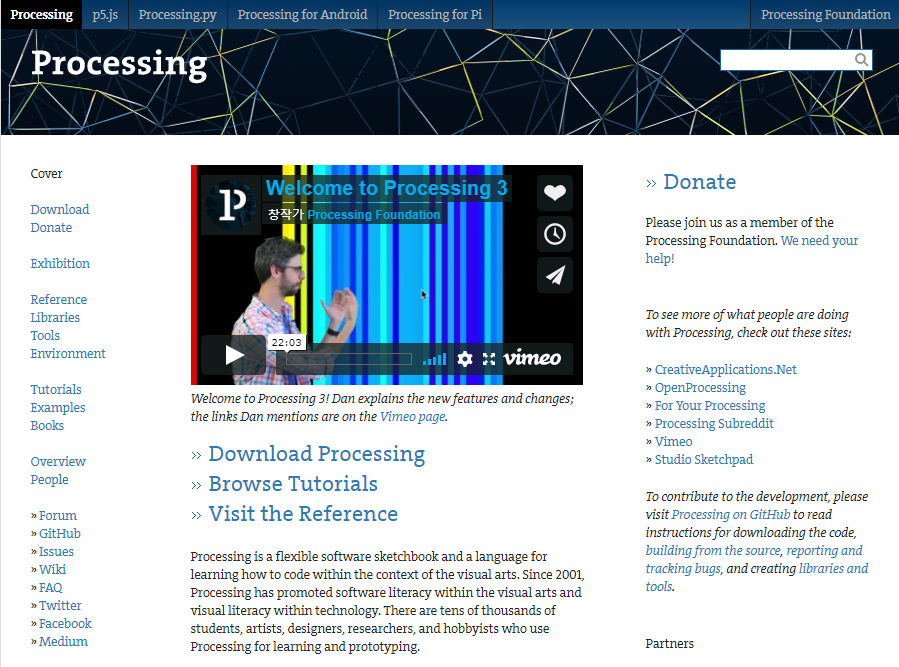 Processing
p5.js
Processing.py
Processing for Android
Processing for Pi
Processing Foundation
Processing
Cover
Download
Donate
Exhibition
Reference
Libraries
Tools
Environment
Tutorials
Examples
Books
Overview
People
» Forum
» GitHub
» Issues
» Wiki
» FAQ
» Twitter
» Facebook
» Medium
Welcome to Processing 3
창작가 Processing Foundation
22:03
vimeo
Welcome to Processing 3! Dan explains the new features and changes;
the links Dan mentions are on the Vimeo page.
» Download Processing
» Browse Tutorials
» Visit the Reference
Processing is a flexible software sketchbook and a language for
learning how to code within the context of the visual arts. Since 2001,
Processing has promoted software literacy within the visual arts and
visual literacy within technology. There are tens of thousands of
students, artists, designers, researchers, and hobbyists who use
Processing for learning and prototyping.
» Donate
Please join us as a member of the
Processing Foundation. We need your
help!
To see more of what people are doing
with Processing, check out these sites:
» CreativeApplications.Net
» OpenProcessing
» For Your Processing
» Processing Subreddit
» Vimeo
» Studio Sketchpad
To contribute to the development, please
visit Processing on GitHub to read
instructions for downloading the code,
building from the source, reporting and
tracking bugs, and creating libraries and
tools.
Partners